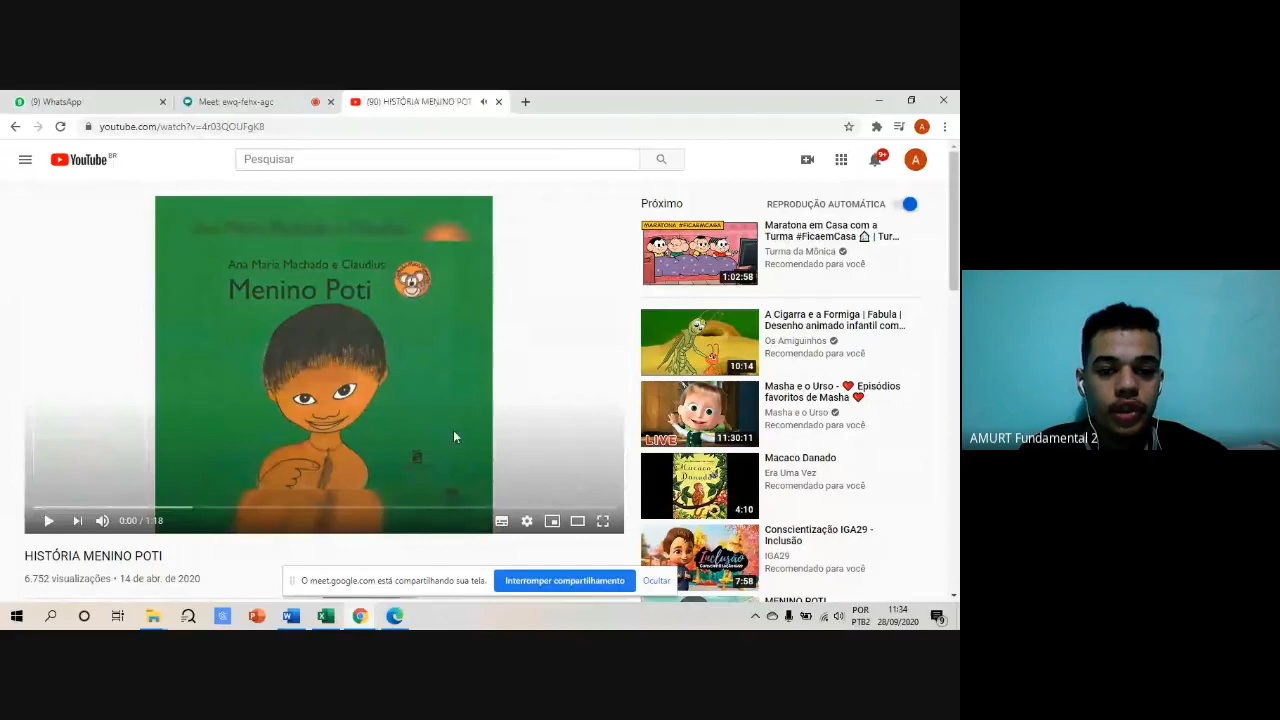 (9) WhatsApp
Meet: ewq-fehx-agc
(90) HISTÓRIA MENINO POT
youtube.com/watch?v=4r03QOUFgK8
A
YouTube BR
Pesquisar
9+
A
Ana Maria Machado e Claudius
Menino Poti
0:00 / 1:18
HISTÓRIA MENINO POTI
6.752 visualizações • 14 de abr. de 2020
Próximo
REPRODUÇÃO AUTOMÁTICA
MARATONA #FICAEMCASA
1:02:58
Maratona em Casa com a
Turma #FicaemCasa | Tur...
Turma da Mônica
Recomendado para você
10:14
A Cigarra e a Formiga | Fabula |
Desenho animado infantil com...
Os Amiguinhos
Recomendado para você
LIVE
11:30:11
Masha e o Urso - ❤ Episódios
favoritos de Masha ❤
Masha e o Urso
Recomendado para você
Macaco
Danado
4:10
Macaco Danado
Era Uma Vez
Recomendado para você
Inclusão
7:58
Conscientização IGA29 -
Inclusão
IGA29
Recomendado para você
MENINO POTI
O meet.google.com está compartilhando sua tela.
Interromper compartilhamento
Ocultar
POR
PTB2
11:34
28/09/2020
9
AMURT Fundamental 2